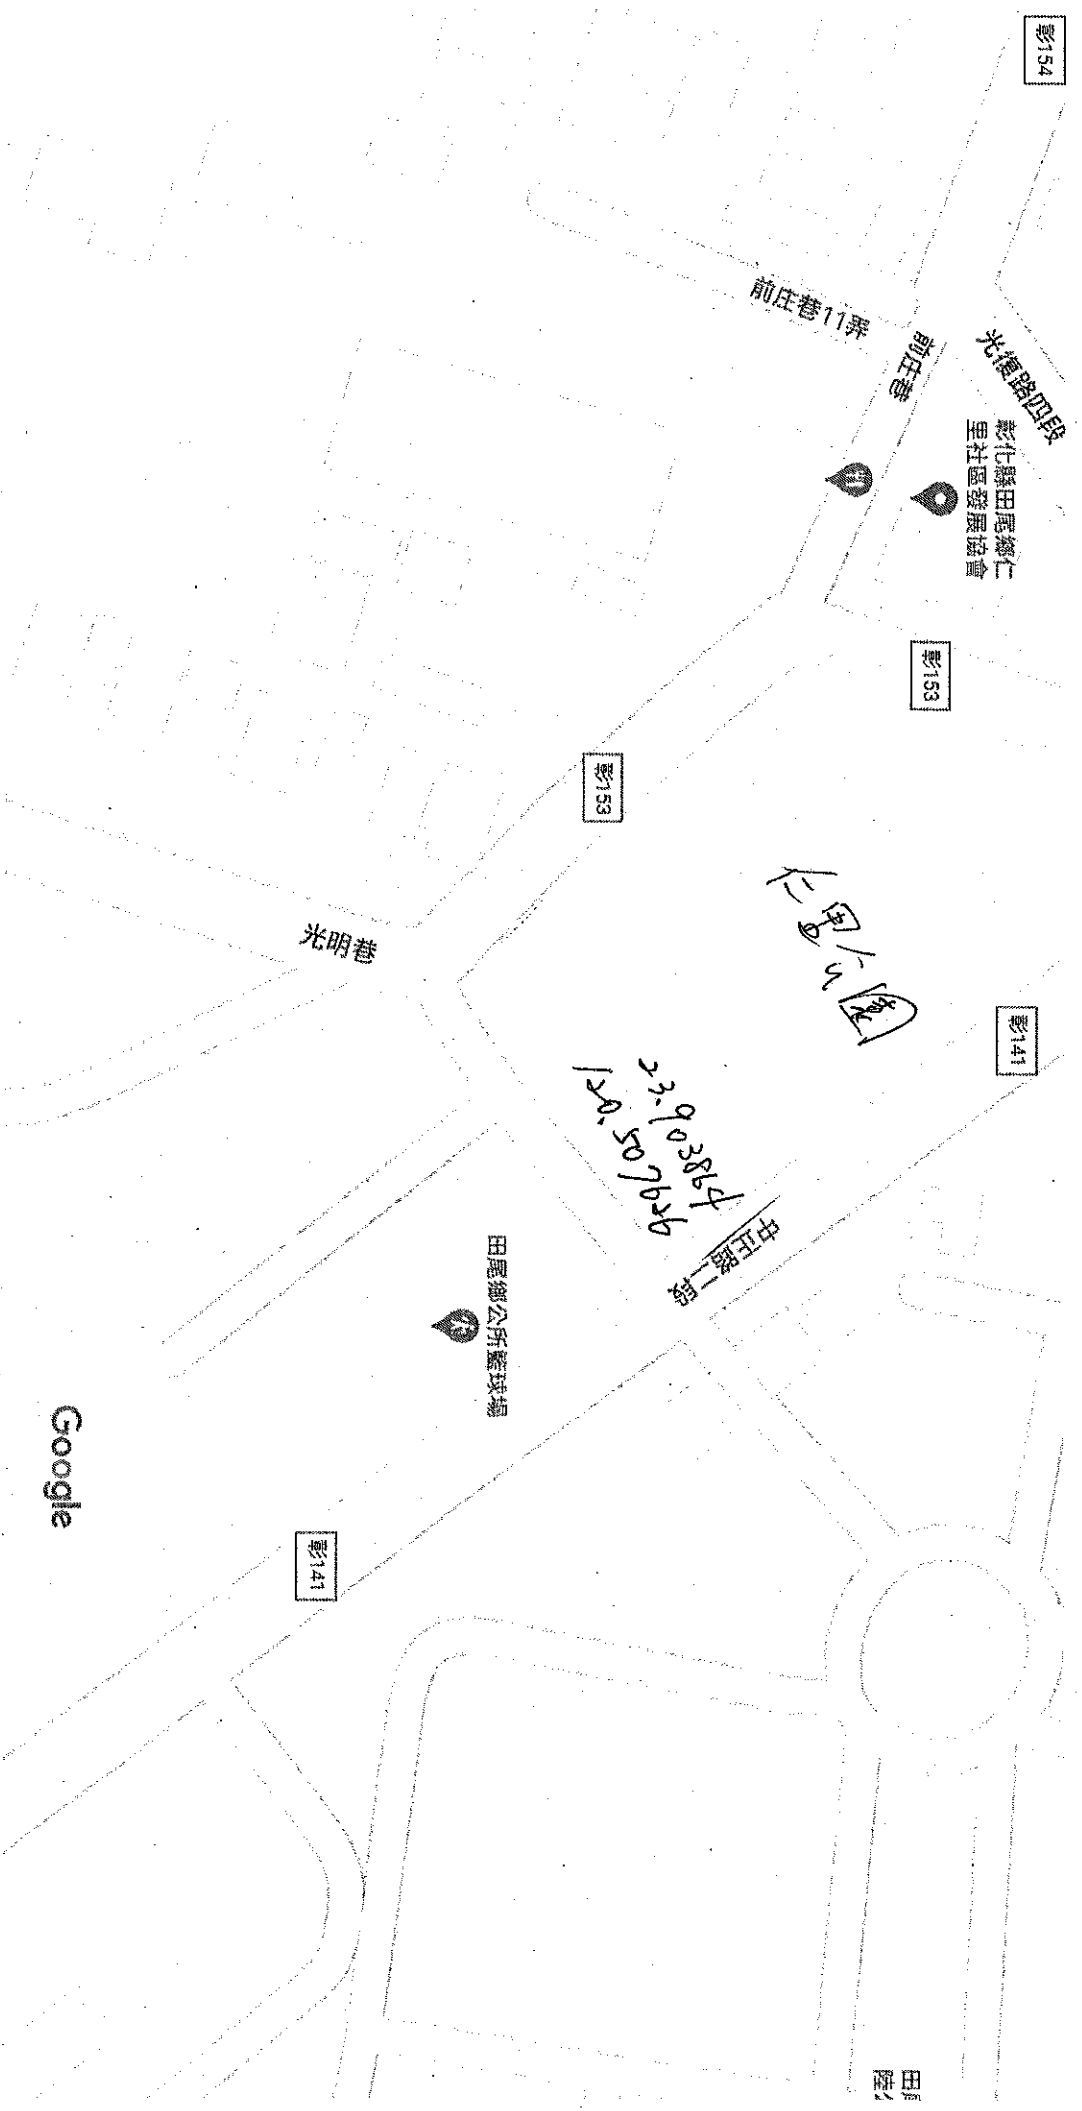 彰154
前庄巷11弄
前庄巷
光復路四段
彰化縣田尾鄉仁
里社區發展協會
彰153
彰153
光明巷
仁里公園
彰141
23.903864
120.507626
中正路一段
田尾鄉公所籃球場
彰141
Google